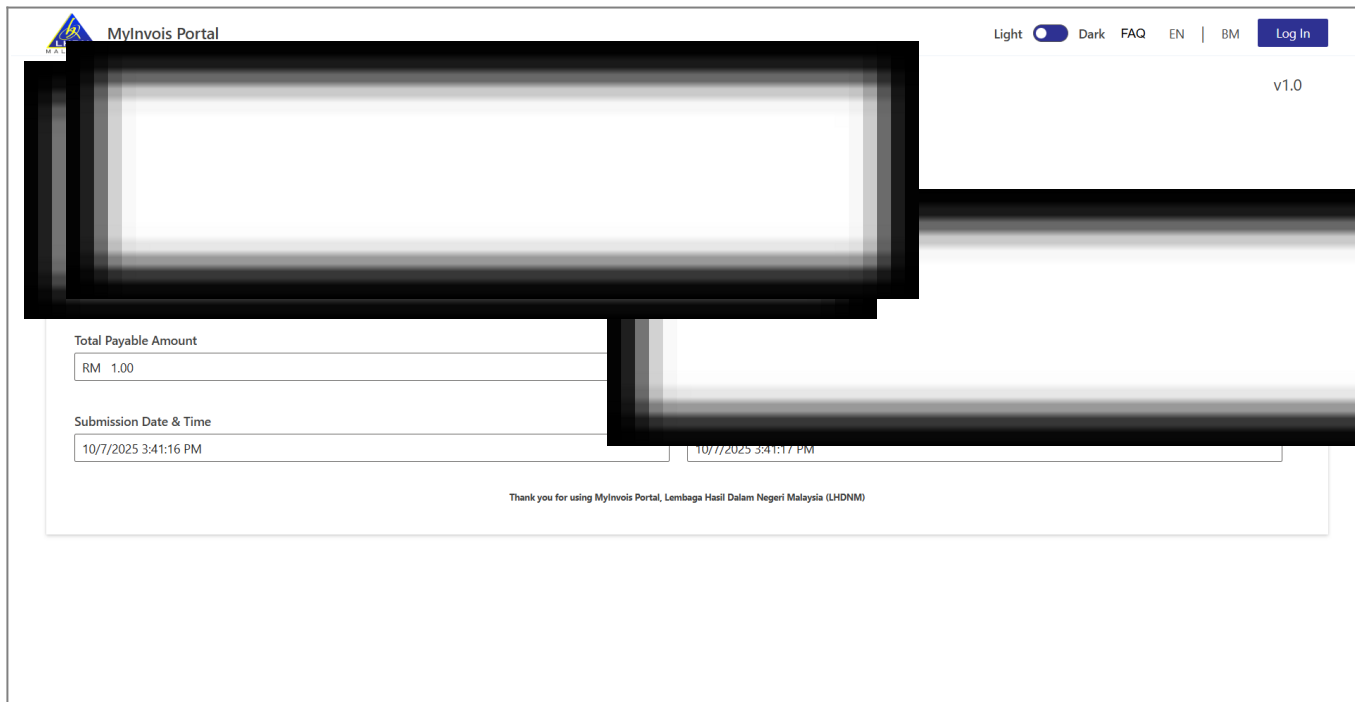 MyInvois Portal
Light Dark FAQ EN | BM Log In
v1.0
Total Payable Amount
RM 1.00
Submission Date & Time
10/7/2025 3:41:16 PM
10/7/2025 3:41:17 PM
Thank you for using MyInvois Portal, Lembaga Hasil Dalam Negeri Malaysia (LHDNM)